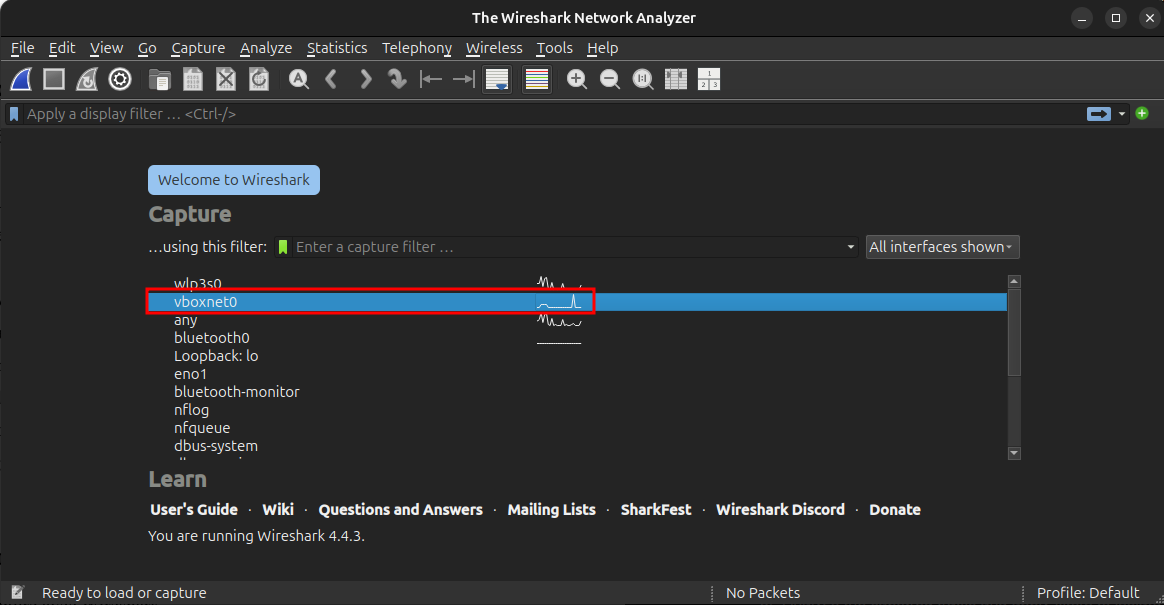 The Wireshark Network Analyzer
File Edit View Go Capture Analyze Statistics Telephony Wireless Tools Help
Apply a display filter … <Ctrl-/>
Welcome to Wireshark
Capture
…using this filter: Enter a capture filter … All interfaces shown
wlp3s0
vboxnet0
any
bluetooth0
Loopback: lo
eno1
bluetooth-monitor
nflog
nfqueue
dbus-system
Learn
User's Guide · Wiki · Questions and Answers · Mailing Lists · SharkFest · Wireshark Discord · Donate
You are running Wireshark 4.4.3.
Ready to load or capture No Packets Profile: Default